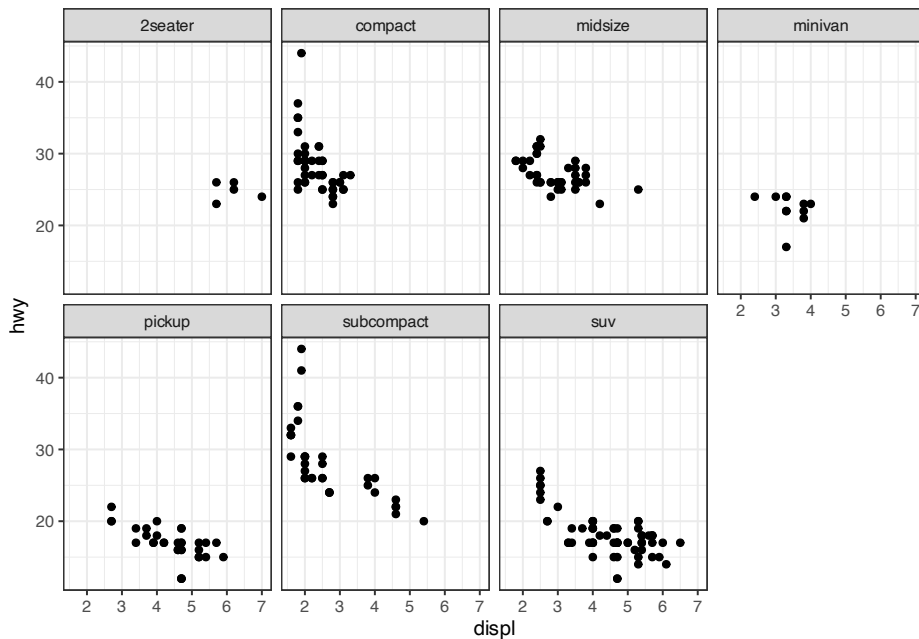 2seater compact midsize minivan
40
30
20
2 3 4 5 6 7
hwy
pickup subcompact suv
40
30
20
2 3 4 5 6 7 2 3 4 5 6 7 2 3 4 5 6 7
displ